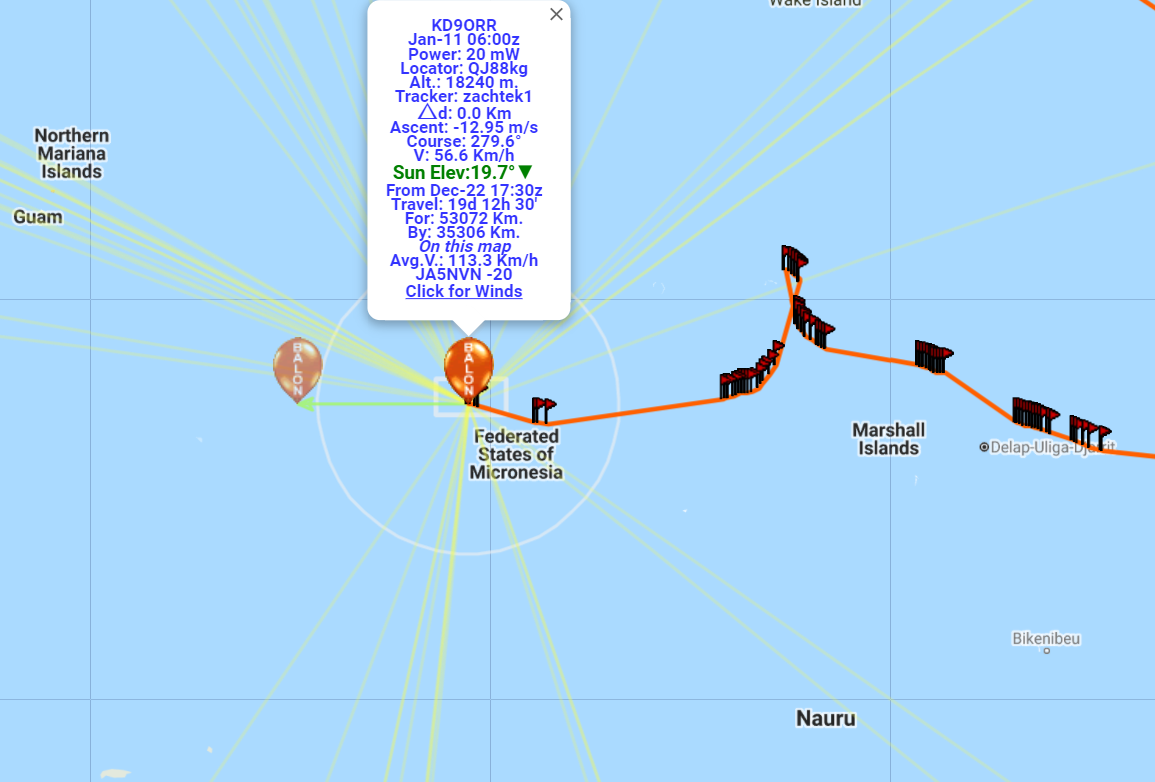 Wake Island
KD9ORR
Jan-11 06:00z
Power: 20 mW
Locator: QJ88kg
Alt.: 18240 m.
Tracker: zachtek1
△d: 0.0 Km
Ascent: -12.95 m/s
Course: 279.6°
V: 56.6 Km/h
Sun Elev:19.7°▼
From Dec-22 17:30z
Travel: 19d 12h 30'
For: 53072 Km.
By: 35306 Km.
On this map
Avg.V.: 113.3 Km/h
JA5NVN -20
Click for Winds
Northern
Mariana
Islands
Guam
BALON
BALON
Federated
States of
Micronesia
Marshall
Islands
Delap-Uliga-Djarrit
Bikenibeu
Nauru